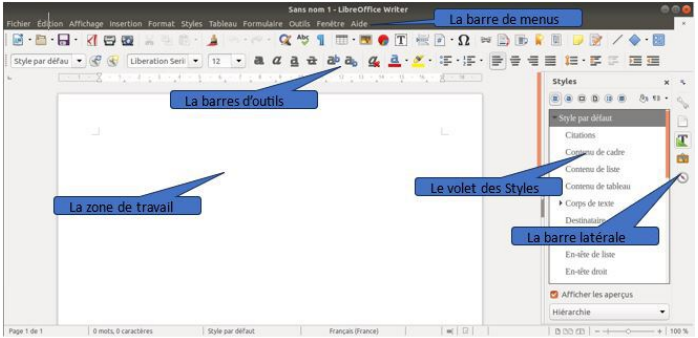 Sans nom 1 - LibreOffice Writer
Fichier Édition Affichage Insertion Format Styles Tableau Formulaire Outils Fenêtre Aide
La barre de menus
Style par défau
Liberation Seri
12
Styles
La barres d'outils
Style par défaut
Citations
Contenu de cadre
Contenu de liste
Le volet des Styles
Contenu de tableau
Corps de texte
La zone de travail
Destinataire
La barre latérale
En-tête de liste
En-tête droit
Afficher les aperçus
Hiérarchie
Page 1 de 1
0 mots, 0 caractères
Style par défaut
Français (France)
100 %